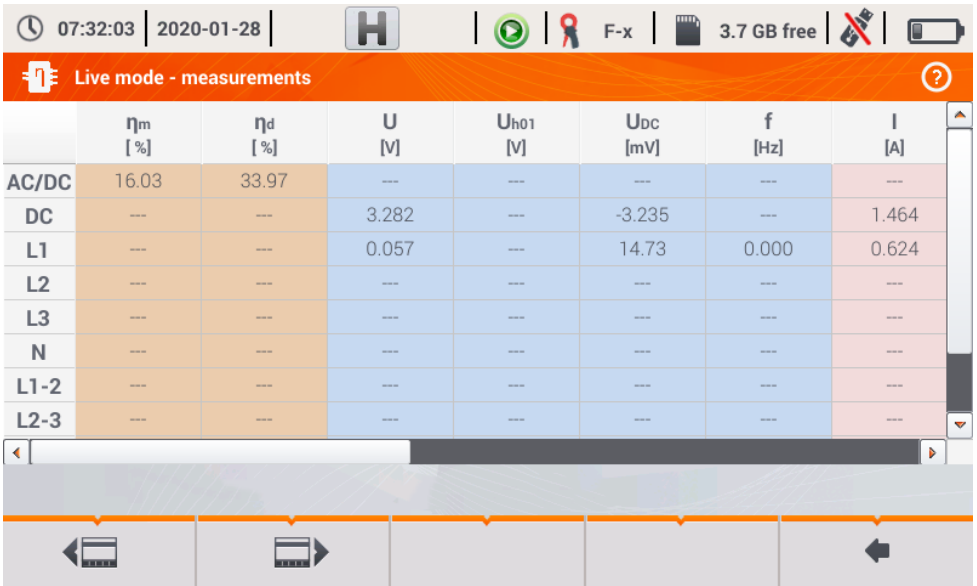 07:32:03 2020-01-28 H F-x 3.7 GB free
Live mode - measurements ?
ηm ηd U Uh01 UDC f I
[ %] [ %] [V] [V] [mV] [Hz] [A]
AC/DC 16.03 33.97 --- --- --- --- ---
DC --- --- 3.282 --- -3.235 --- 1.464
L1 --- --- 0.057 --- 14.73 0.000 0.624
L2 --- --- --- --- --- --- ---
L3 --- --- --- --- --- --- ---
N --- --- --- --- --- --- ---
L1-2 --- --- --- --- --- --- ---
L2-3 --- --- --- --- --- --- ---